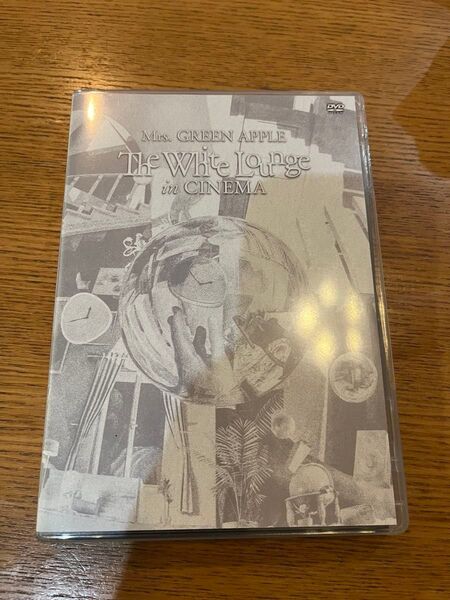 DVD
Mrs. GREEN APPLE
The White Lounge
in CINEMA